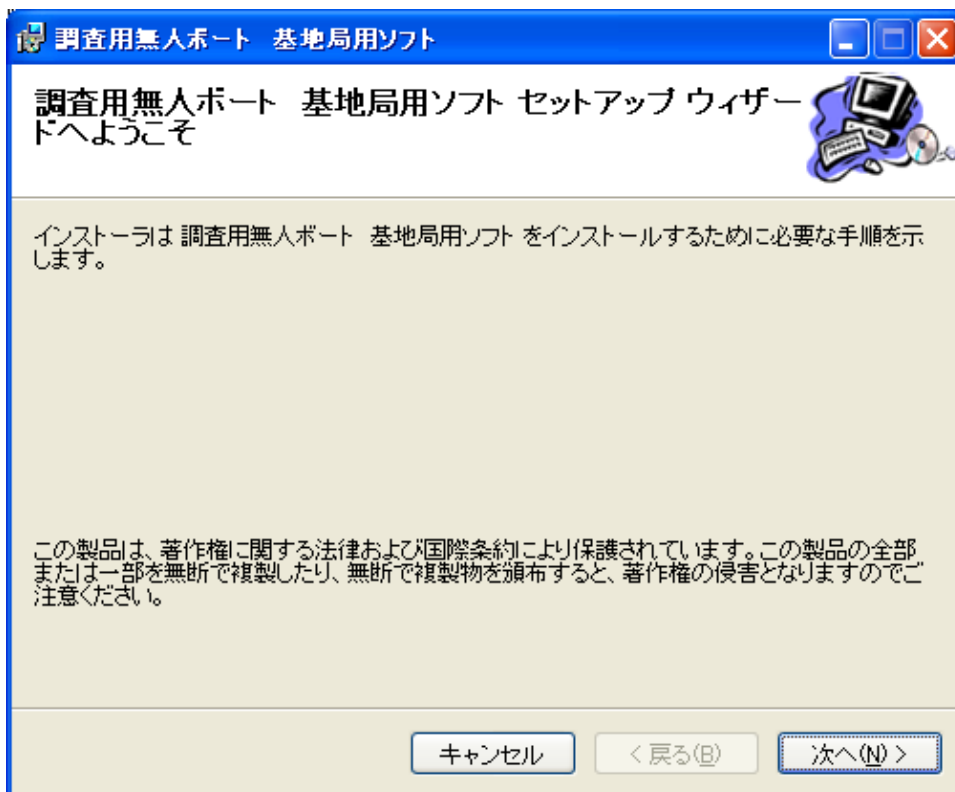 調査用無人ボート　基地局用ソフト
調査用無人ボート　基地局用ソフト セットアップ ウィザー
ドへようこそ
インストーラは 調査用無人ボート　基地局用ソフト をインストールするために必要な手順を示
します。
この製品は、著作権に関する法律および国際条約により保護されています。この製品の全部
または一部を無断で複製したり、無断で複製物を頒布すると、著作権の侵害となりますのでご
注意ください。
キャンセル
< 戻る(B)
次へ(N) >